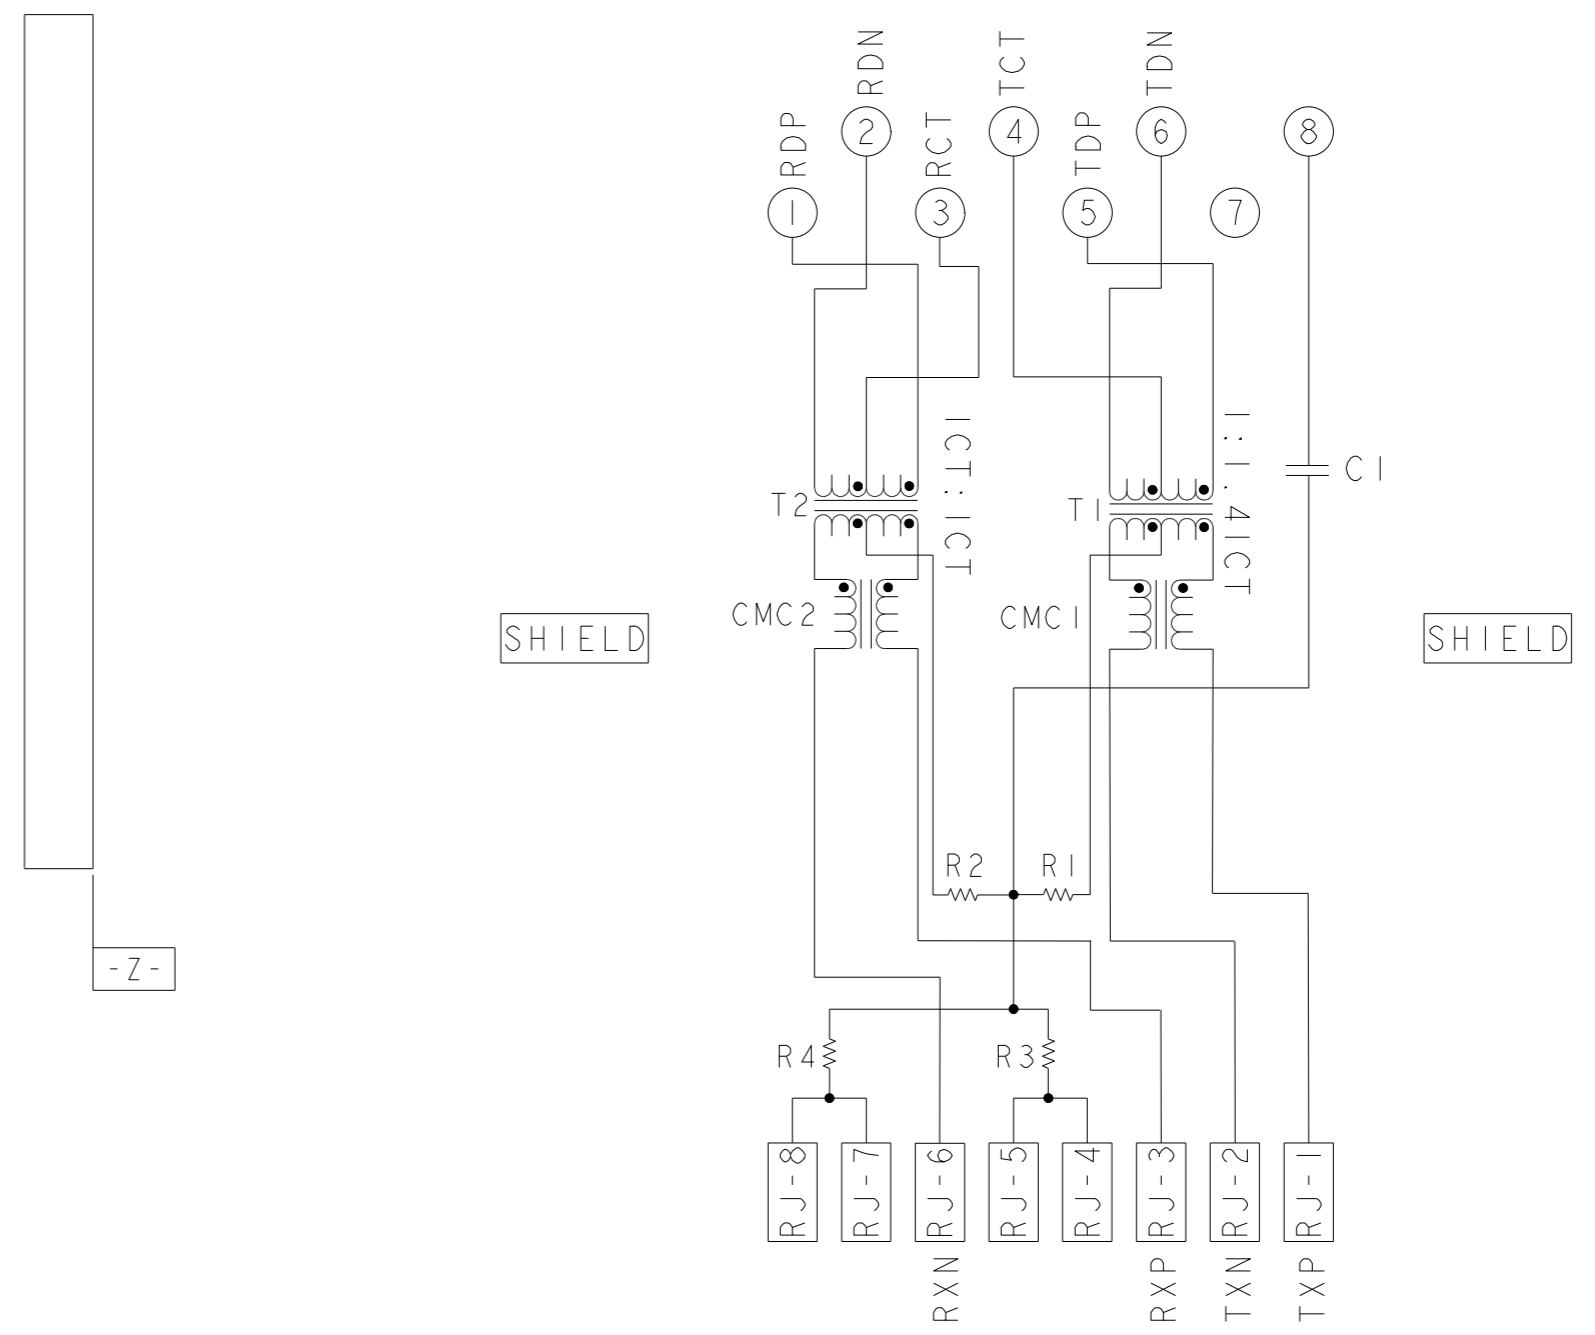 RDN
TCT
TDN
RDP
2
RCT
4
TDP
6
8
1
3
5
7
1CT:1CT
1:1.41CT
C1
T2
T1
CMC2
CMC1
SHIELD
SHIELD
R2
R1
-Z-
R4
R3
RJ-8
RJ-7
RJ-6
RJ-5
RJ-4
RJ-3
RJ-2
RJ-1
RXN
RXP
TXN
TXP